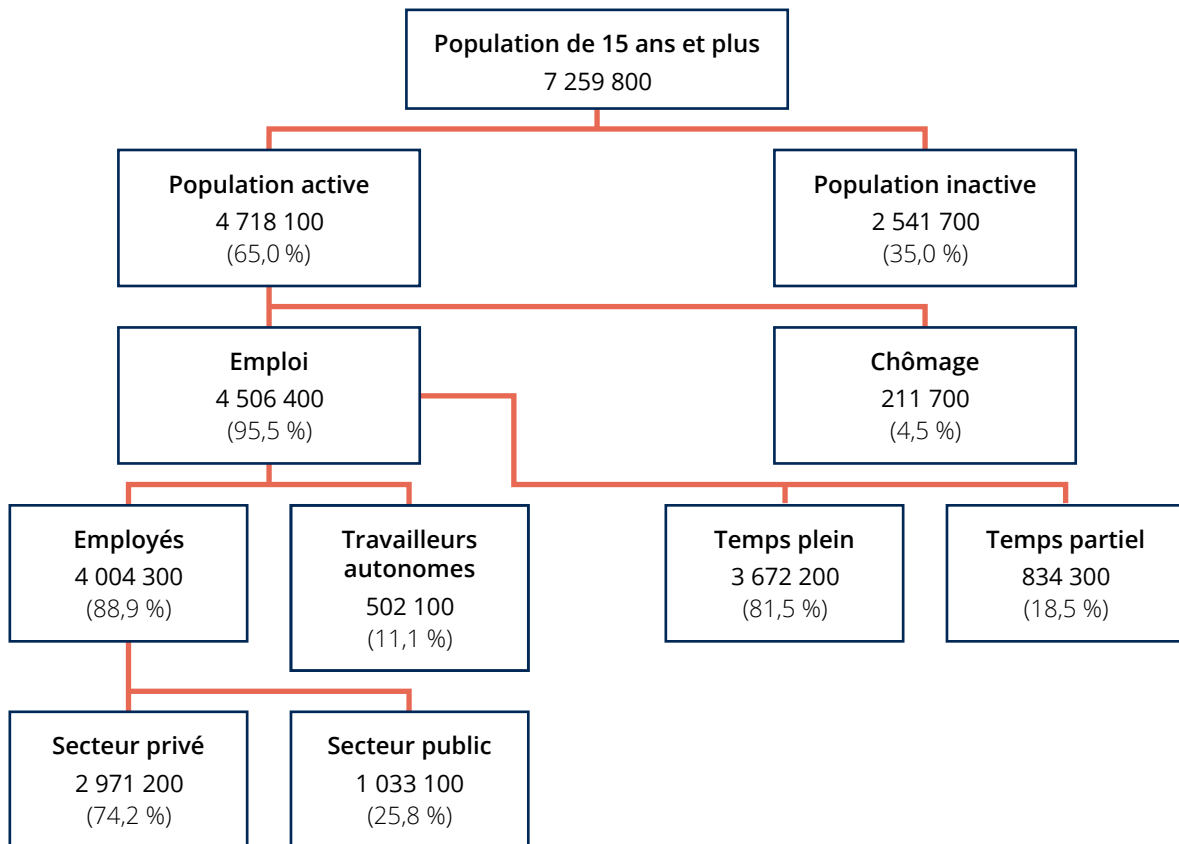 Population de 15 ans et plus
7 259 800
Population active
4 718 100
(65,0 %)
Population inactive
2 541 700
(35,0 %)
Emploi
4 506 400
(95,5 %)
Chômage
211 700
(4,5 %)
Employés
4 004 300
(88,9 %)
Travailleurs
autonomes
502 100
(11,1 %)
Temps plein
3 672 200
(81,5 %)
Temps partiel
834 300
(18,5 %)
Secteur privé
2 971 200
(74,2 %)
Secteur public
1 033 100
(25,8 %)